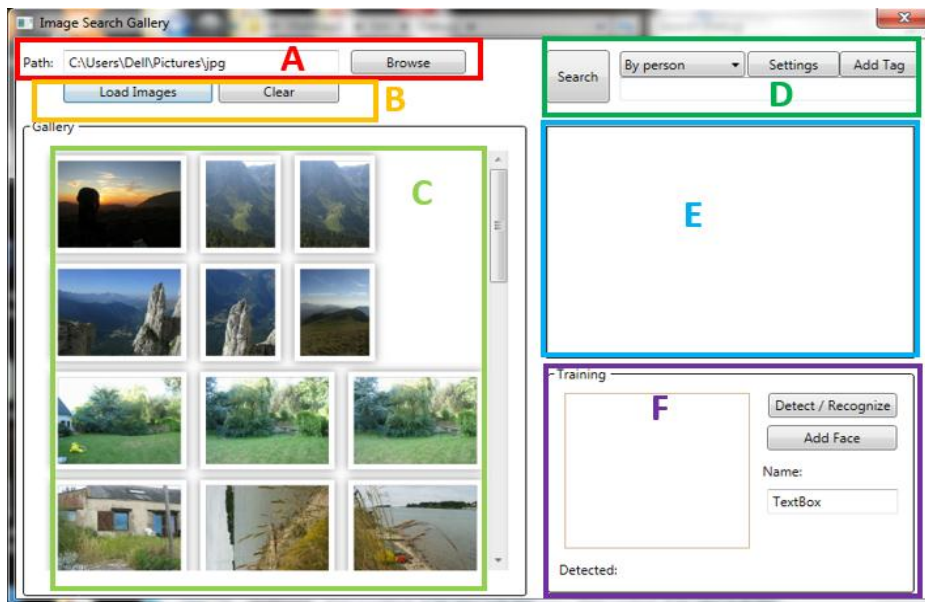 Image Search Gallery
Path: C:\Users\Dell\Pictures\jpg A Browse
Load Images Clear B
Search By person Settings Add Tag
D
Gallery
C
E
Training
F
Detect / Recognize
Add Face
Name:
TextBox
Detected: